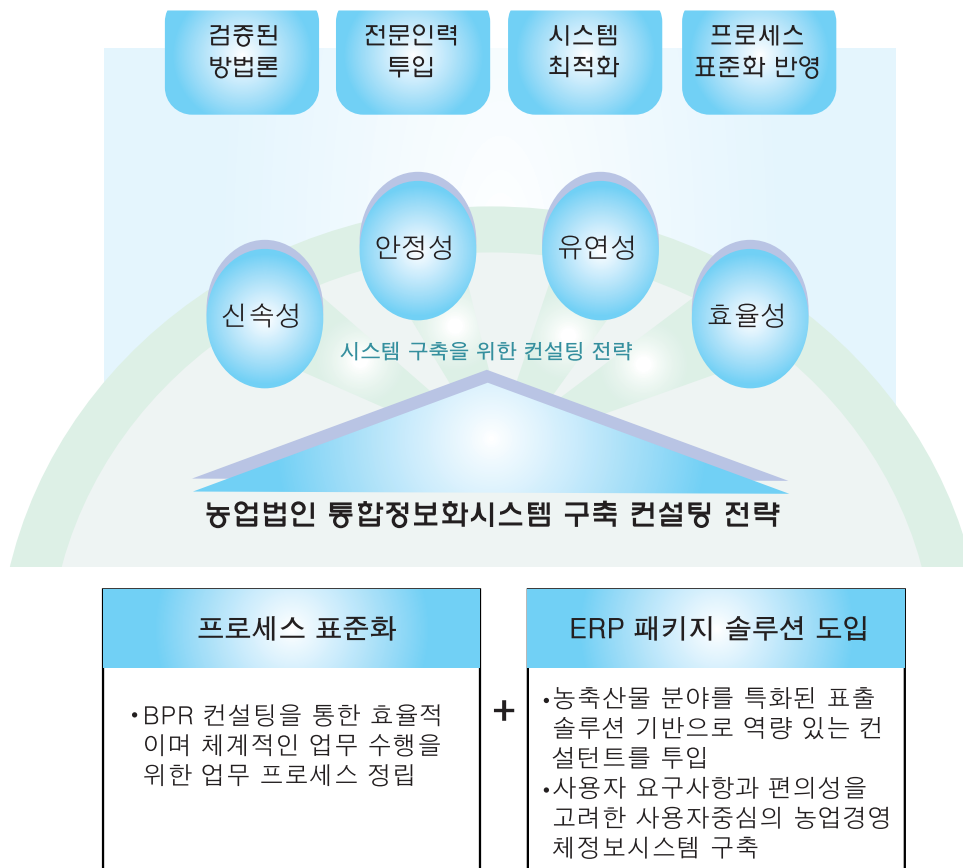 검증된
방법론
전문인력
투입
시스템
최적화
프로세스
표준화 반영
신속성
안정성
유연성
효율성
시스템 구축을 위한 컨설팅 전략
농업법인 통합정보화시스템 구축 컨설팅 전략
프로세스 표준화
•BPR 컨설팅을 통한 효율적
이며 체계적인 업무 수행을
위한 업무 프로세스 정립
+
ERP 패키지 솔루션 도입
•농축산물 분야를 특화된 표출
솔루션 기반으로 역량 있는 컨
설턴트를 투입
•사용자 요구사항과 편의성을
고려한 사용자중심의 농업경영
체정보시스템 구축